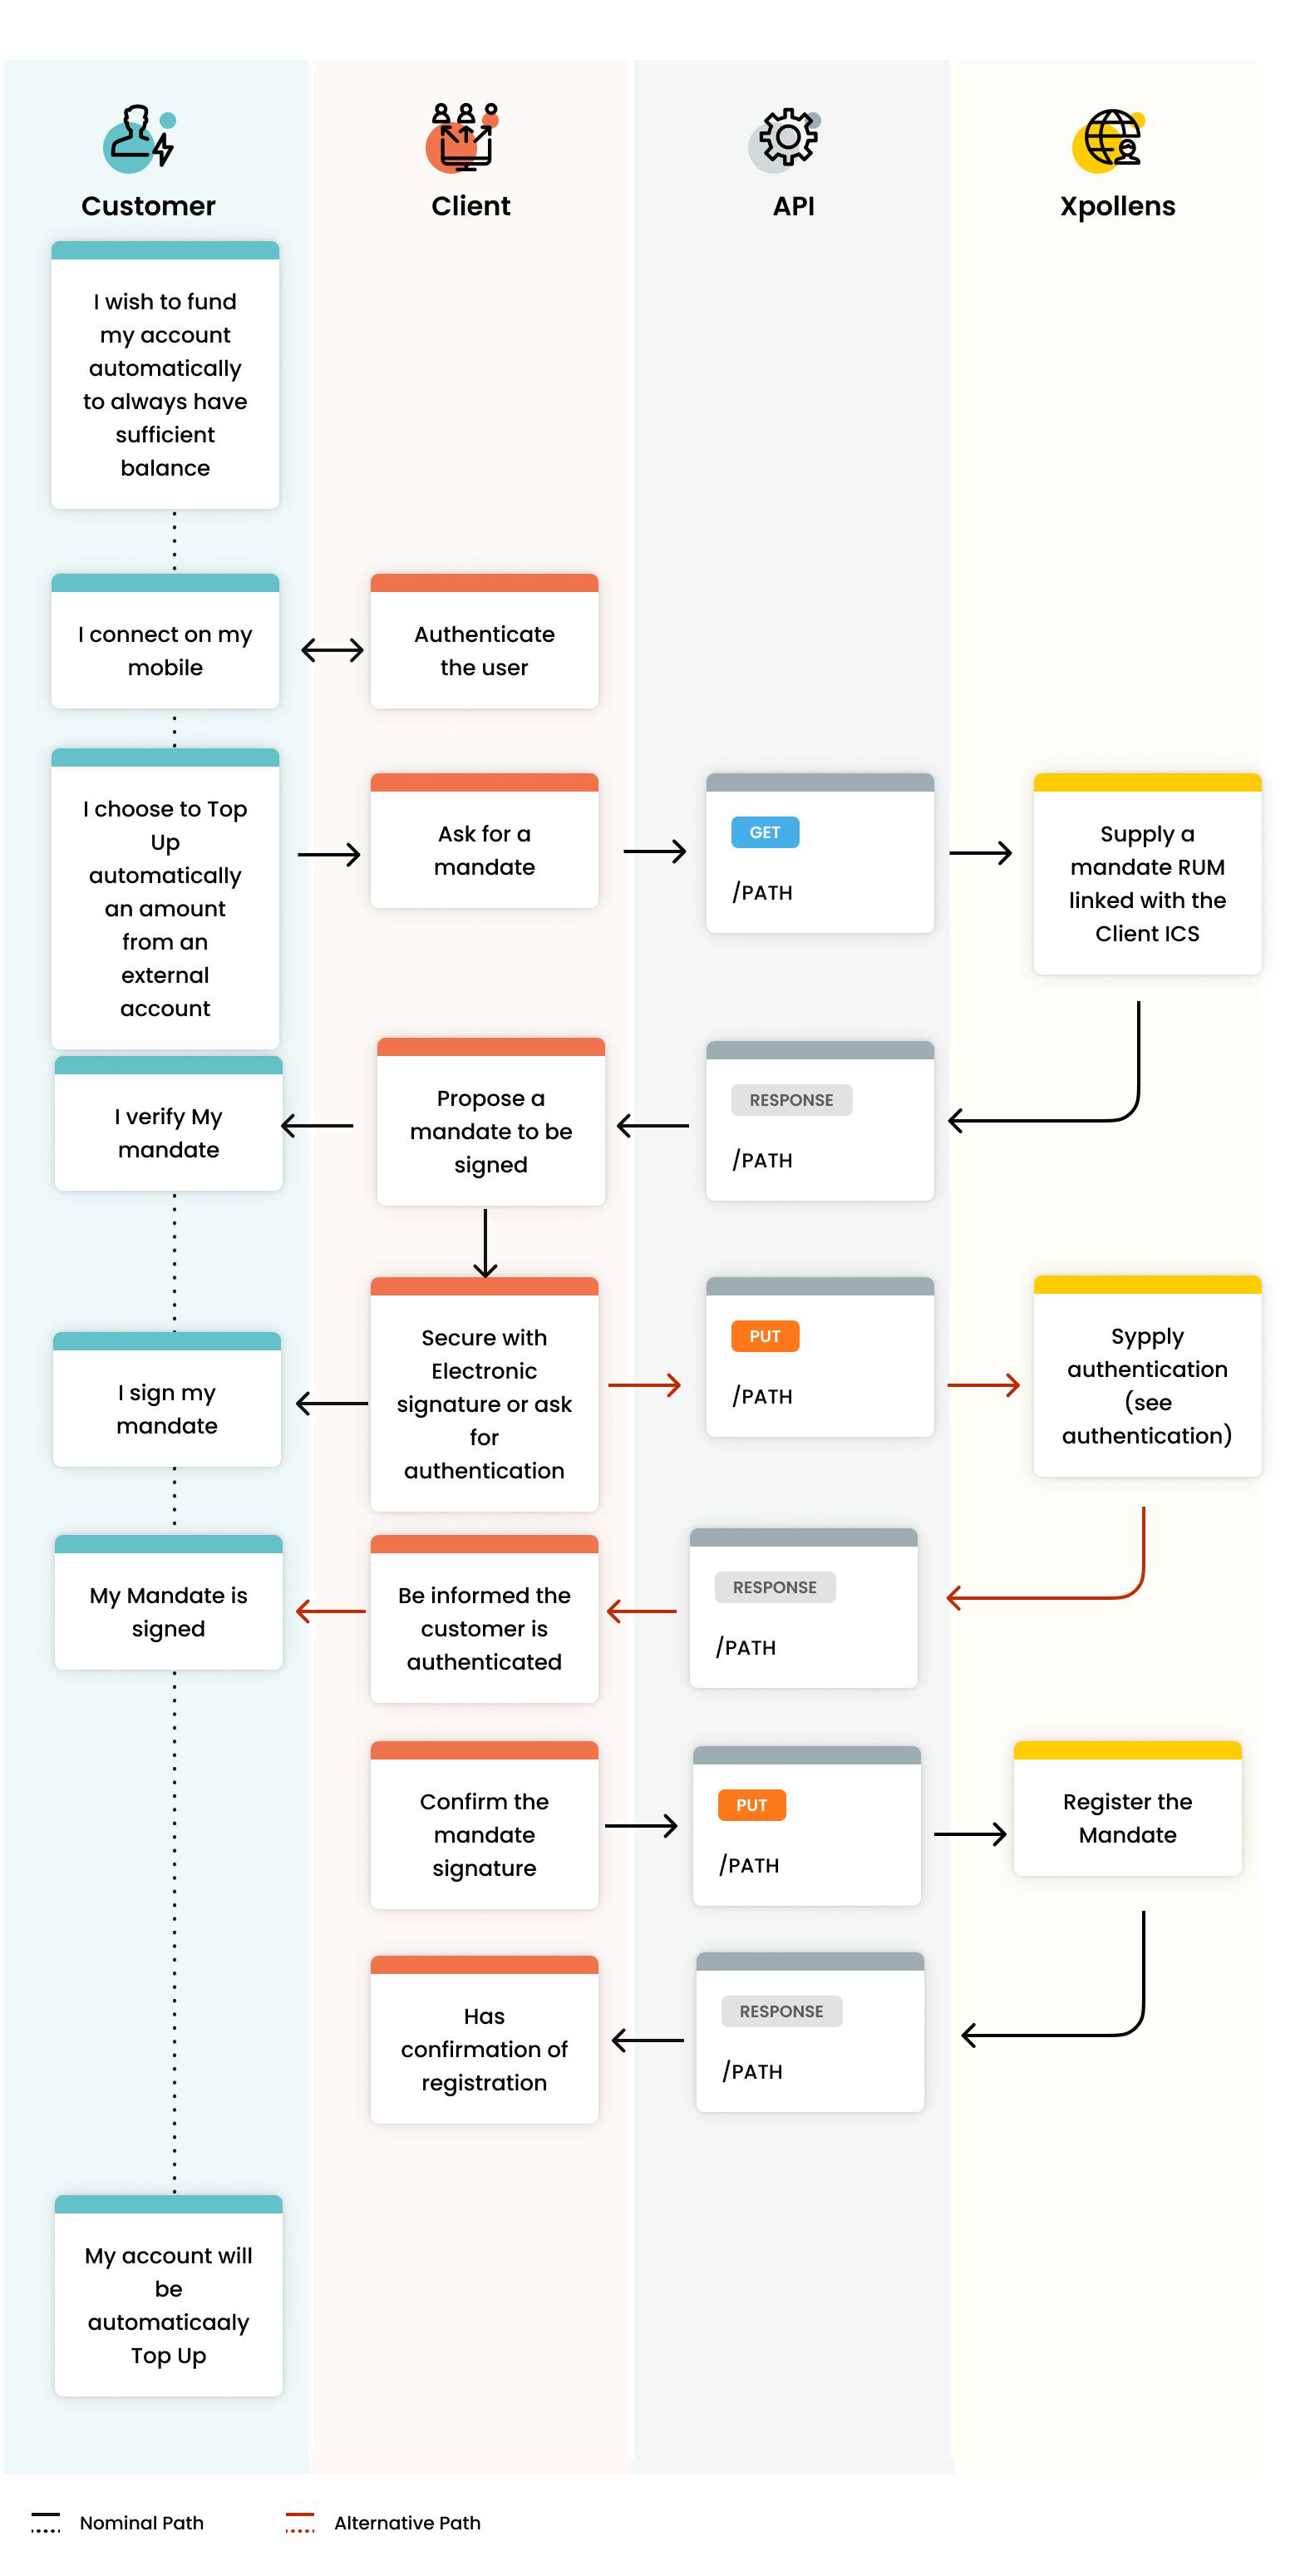 Customer
Client
API
Xpollens
I wish to fund
my account
automatically
to always have
sufficient
balance
I connect on my
mobile
Authenticate
the user
I choose to Top
Up
automatically
an amount
from an
external
account
Ask for a
mandate
GET
/PATH
Supply a
mandate RUM
linked with the
Client ICS
I verify My
mandate
Propose a
mandate to be
signed
RESPONSE
/PATH
I sign my
mandate
Secure with
Electronic
signature or ask
for
authentication
PUT
/PATH
Sypply
authentication
(see
authentication)
My Mandate is
signed
Be informed the
customer is
authenticated
RESPONSE
/PATH
Confirm the
mandate
signature
PUT
/PATH
Register the
Mandate
Has
confirmation of
registration
RESPONSE
/PATH
My account will
be
automaticaaly
Top Up
Nominal Path
Alternative Path